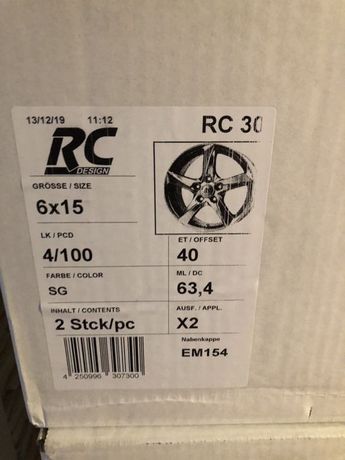 13/12/19 11:12
RC
DESIGN
RC 30
GRÖSSE / SIZE
6x15
LK / PCD
4/100
ET / OFFSET
40
FARBE / COLOR
SG
ML / DC
63,4
INHALT / CONTENTS
2 Stck/pc
AUSF. / APPL.
X2
Nabenkappe
EM154
4 250996 307300